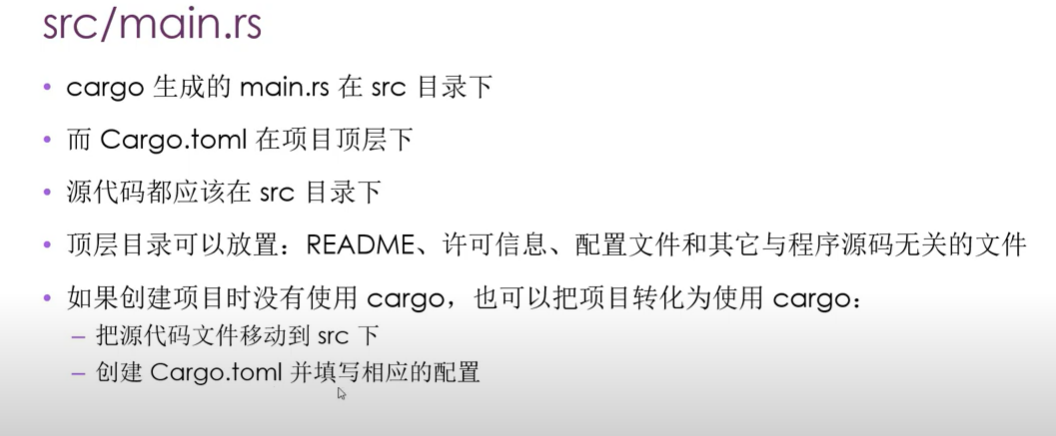 src/main.rs
• cargo 生成的 main.rs 在 src 目录下
• 而 Cargo.toml 在项目顶层下
• 源代码都应该在 src 目录下
• 顶层目录可以放置：README、许可信息、配置文件和其它与程序源码无关的文件
• 如果创建项目时没有使用 cargo，也可以把项目转化为使用 cargo：
– 把源代码文件移动到 src 下
– 创建 Cargo.toml 并填写相应的配置